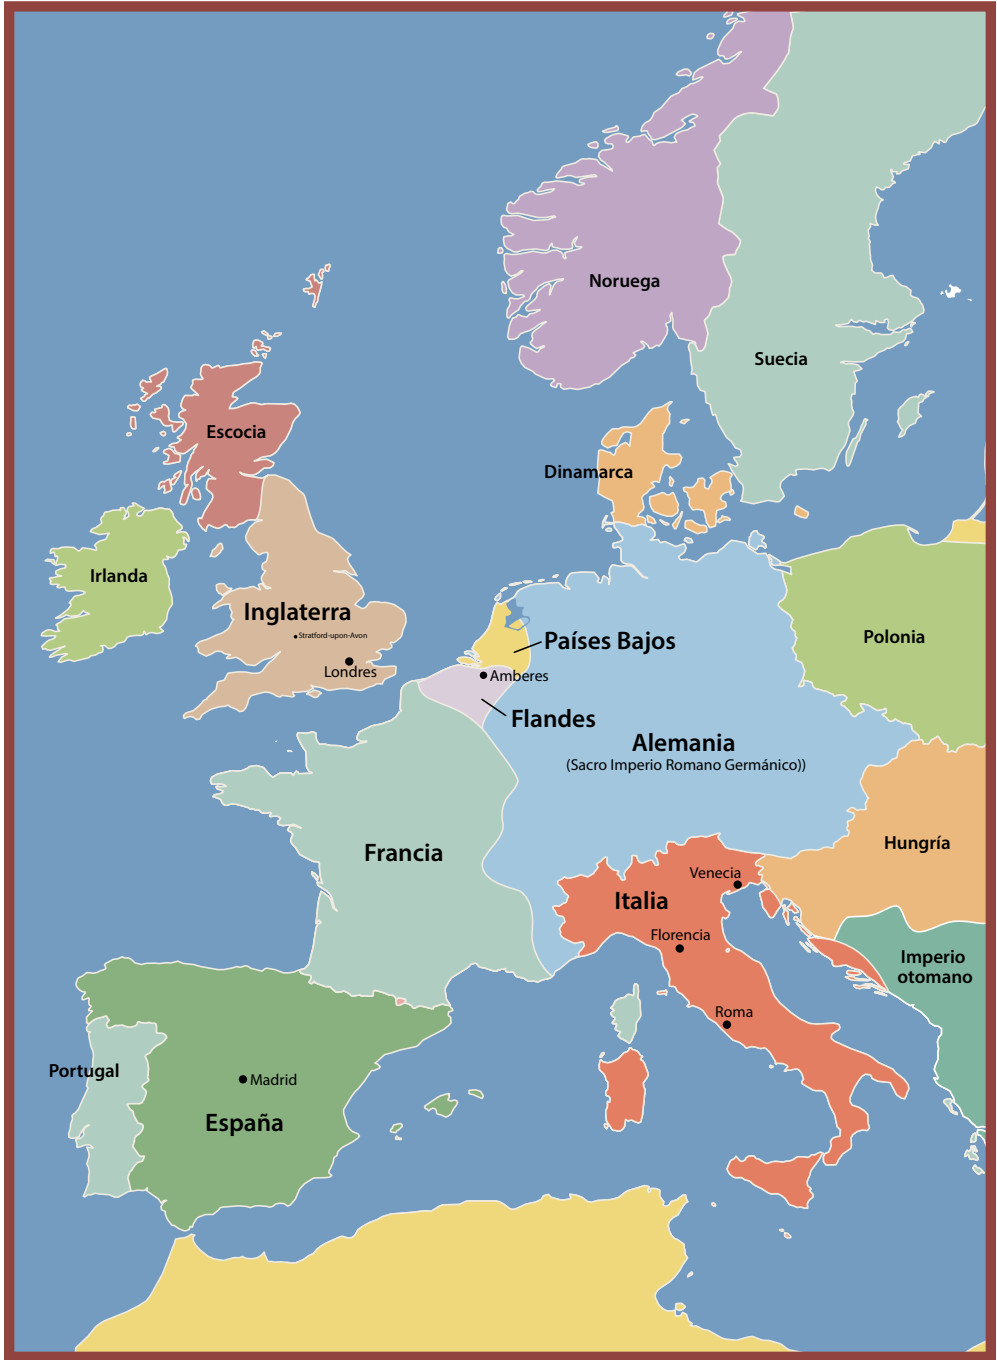 Noruega
Suecia
Escocia
Dinamarca
Irlanda
Inglaterra
Stratford-upon-Avon
Londres
Polonia
Países Bajos
Amberes
Flandes
Alemania
(Sacro Imperio Romano Germánico))
Francia
Hungría
Venecia
Italia
Florencia
Imperio
otomano
Roma
Portugal
Madrid
España